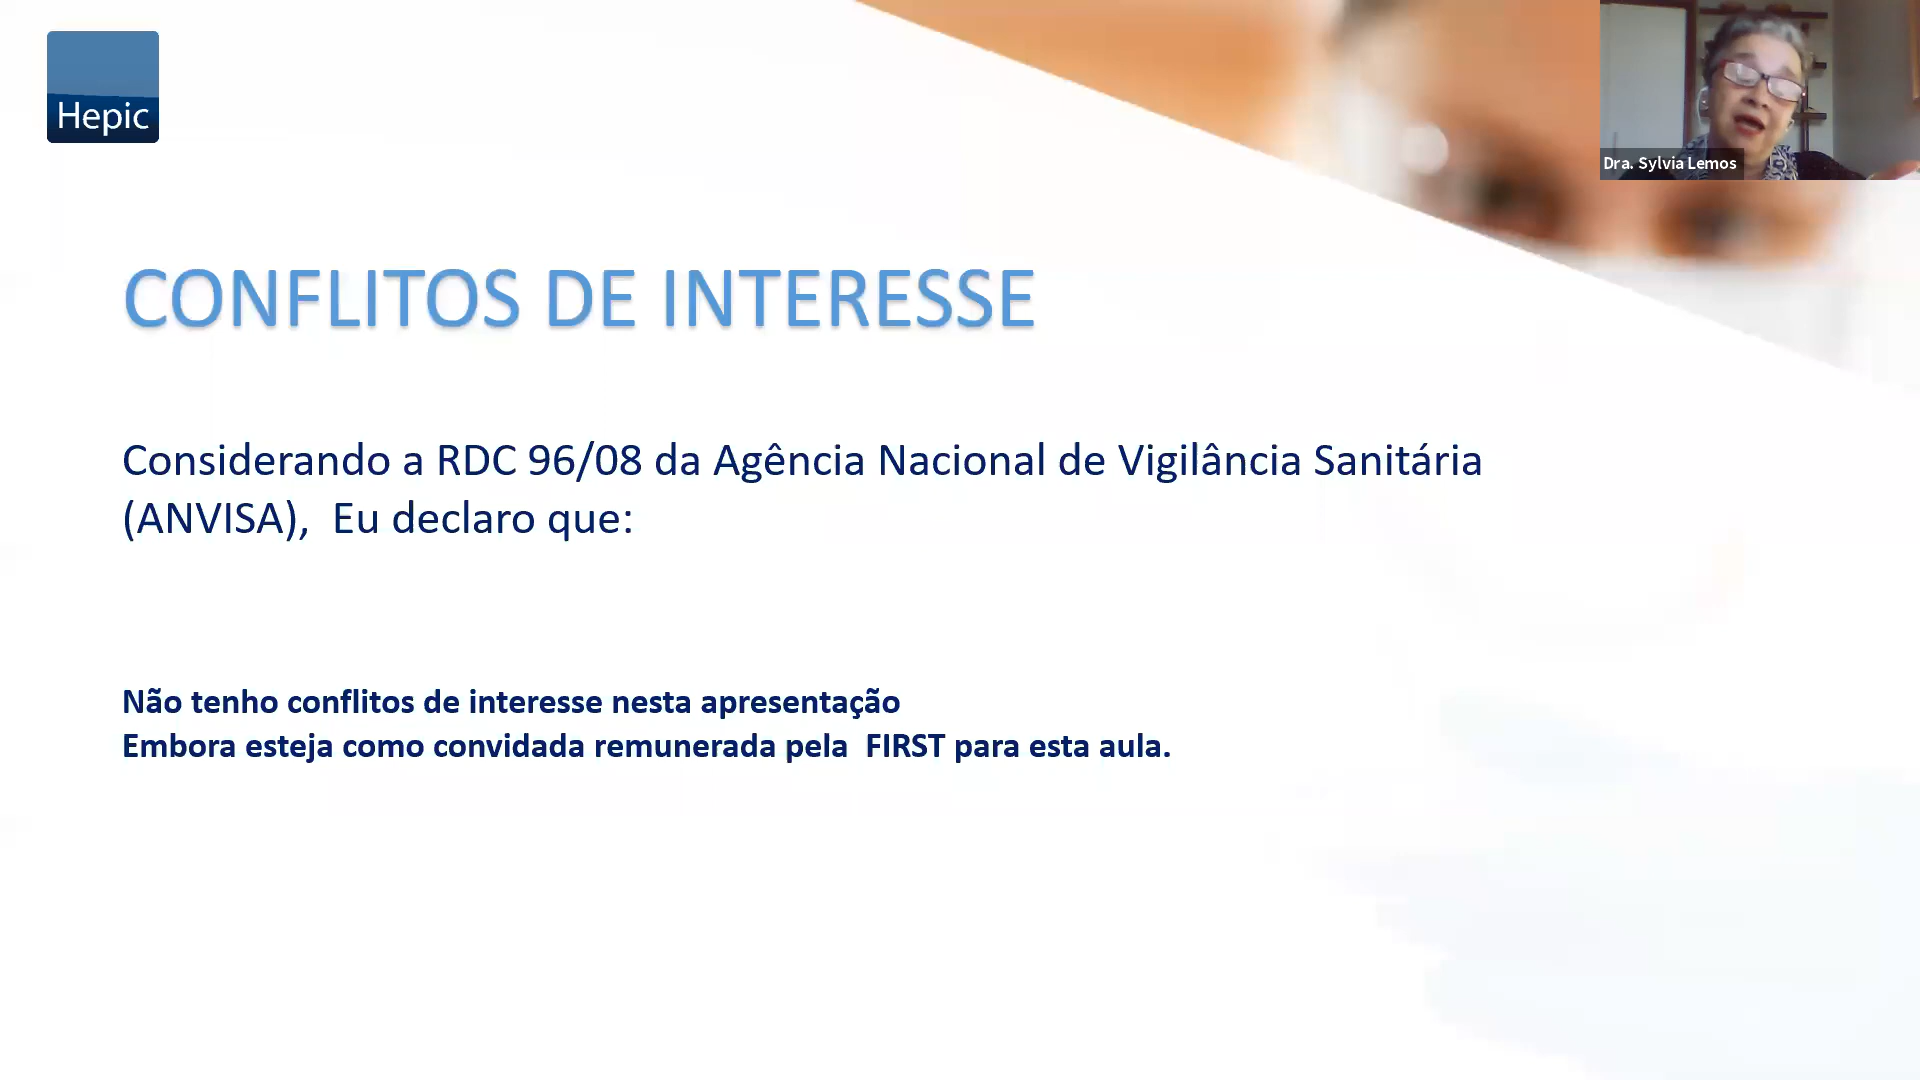 Hepic
Dra. Sylvia Lemos
CONFLITOS DE INTERESSE
Considerando a RDC 96/08 da Agência Nacional de Vigilância Sanitária
(ANVISA), Eu declaro que:
Não tenho conflitos de interesse nesta apresentação
Embora esteja como convidada remunerada pela FIRST para esta aula.